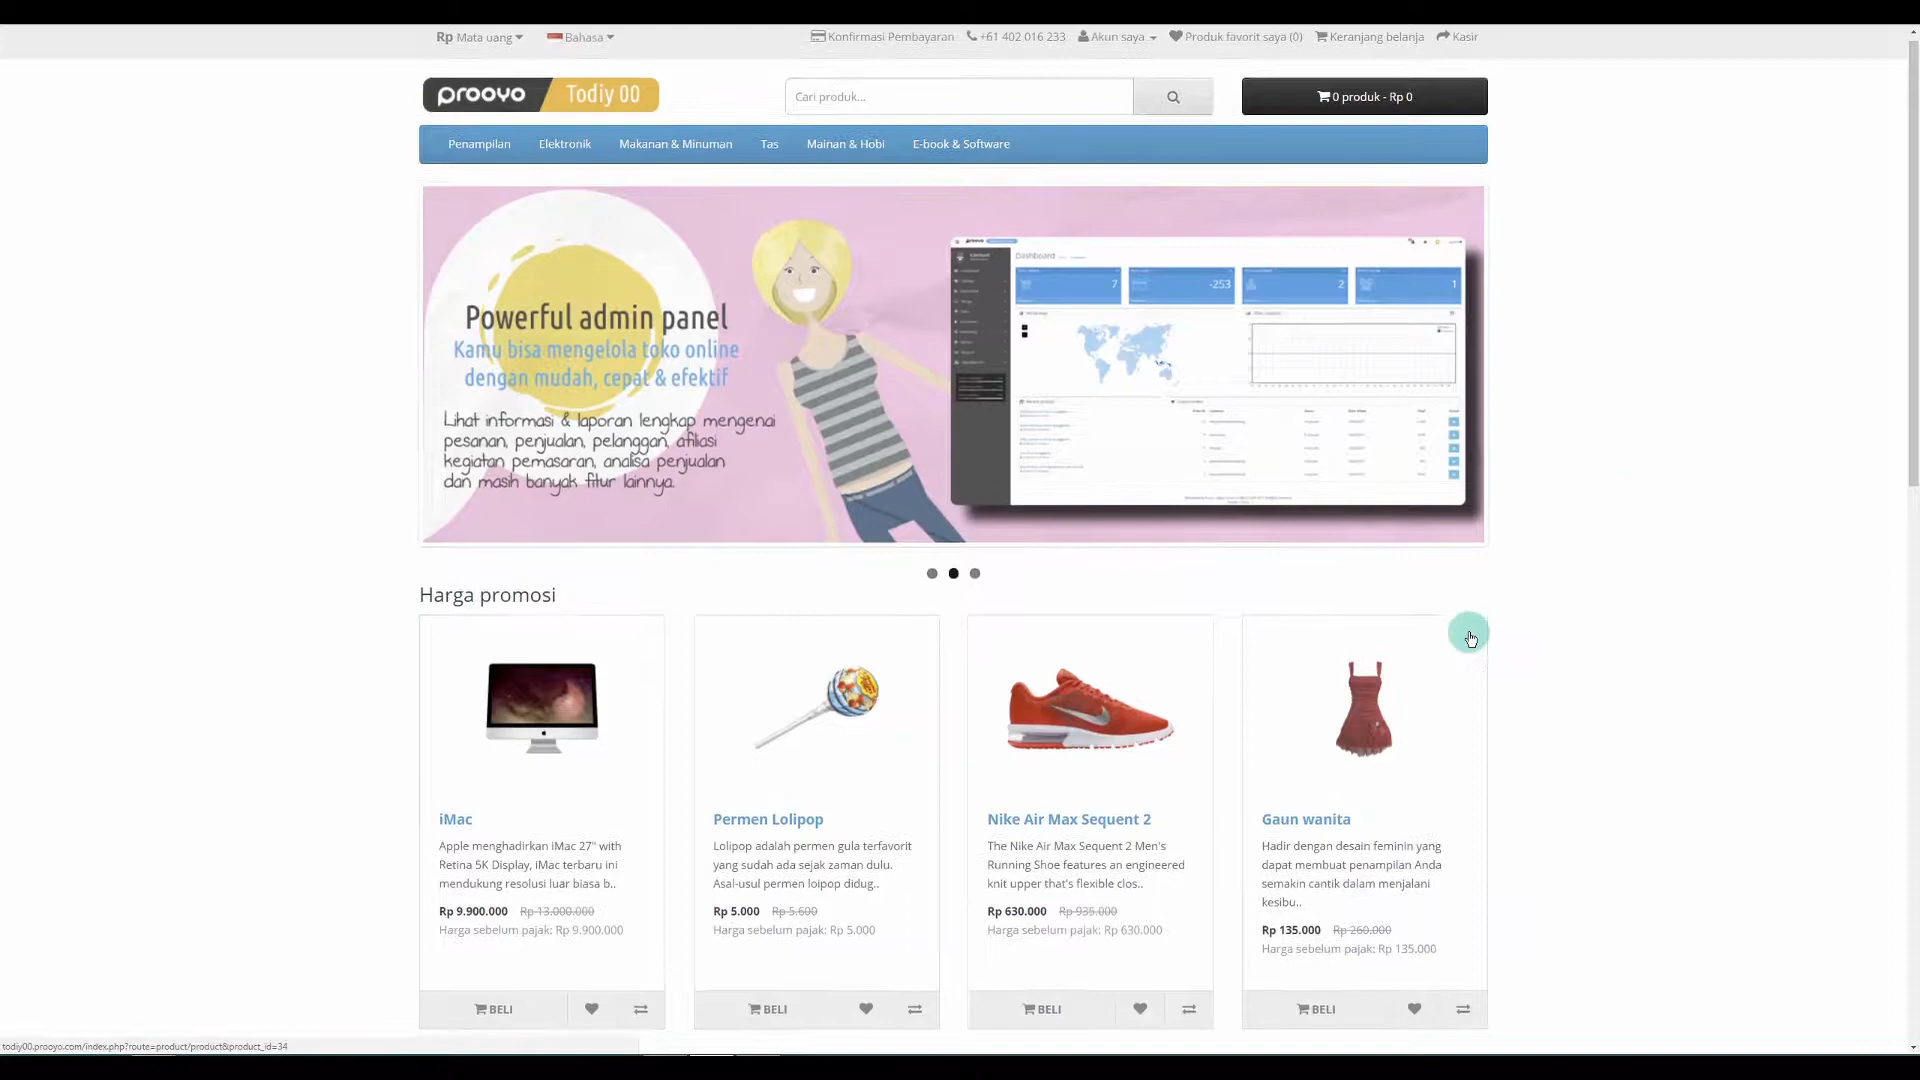 Rp Mata uang Bahasa Konfirmasi Pembayaran +61 402 016 233 Akun saya Produk favorit saya (0) Keranjang belanja Kasir
prooyo Todiy 00 Cari produk... 0 produk - Rp 0
Penampilan Elektronik Makanan & Minuman Tas Mainan & Hobi E-book & Software
Powerful admin panel
Kamu bisa mengelola toko online
dengan mudah, cepat & efektif
Lihat informasi & laporan lengkap mengenai
pesanan, penjualan, pelanggan, afiliasi
kegiatan pemasaran, analisa penjualan
dan masih banyak fitur lainnya.
prooyo
Dashboard
7 -253 2 1
Harga promosi
iMac
Apple menghadirkan iMac 27" with
Retina 5K Display, iMac terbaru ini
mendukung resolusi luar biasa b..
Rp 9.900.000 Rp 13.000.000
Harga sebelum pajak: Rp 9.900.000
BELI
Permen Lolipop
Lolipop adalah permen gula terfavorit
yang sudah ada sejak zaman dulu.
Asal-usul permen loipop didug..
Rp 5.000 Rp 5.600
Harga sebelum pajak: Rp 5.000
BELI
Nike Air Max Sequent 2
The Nike Air Max Sequent 2 Men's
Running Shoe features an engineered
knit upper that's flexible clos..
Rp 630.000 Rp 935.000
Harga sebelum pajak: Rp 630.000
BELI
Gaun wanita
Hadir dengan desain feminin yang
dapat membuat penampilan Anda
semakin cantik dalam menjalani
kesibu..
Rp 135.000 Rp 260.000
Harga sebelum pajak: Rp 135.000
BELI
todiy00.prooyo.com/index.php?route=product/product&product_id=34